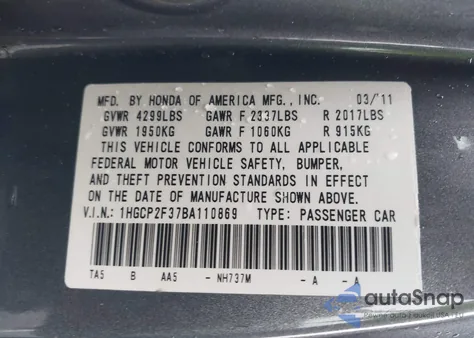 MFD. BY HONDA OF AMERICA MFG., INC. 03/'11
GVWR 4299LBS GAWR F 2337LBS R 2017LBS
GVWR 1950KG GAWR F 1060KG R 915KG
THIS VEHICLE CONFORMS TO ALL APPLICABLE
FEDERAL MOTOR VEHICLE SAFETY, BUMPER,
AND THEFT PREVENTION STANDARDS IN EFFECT
ON THE DATE OF MANUFACTURE SHOWN ABOVE.
V.I.N.: 1HGCP2F37BA110869 TYPE: PASSENGER CAR
TA5 B AA5 - NH737M - A - A
autoSnap